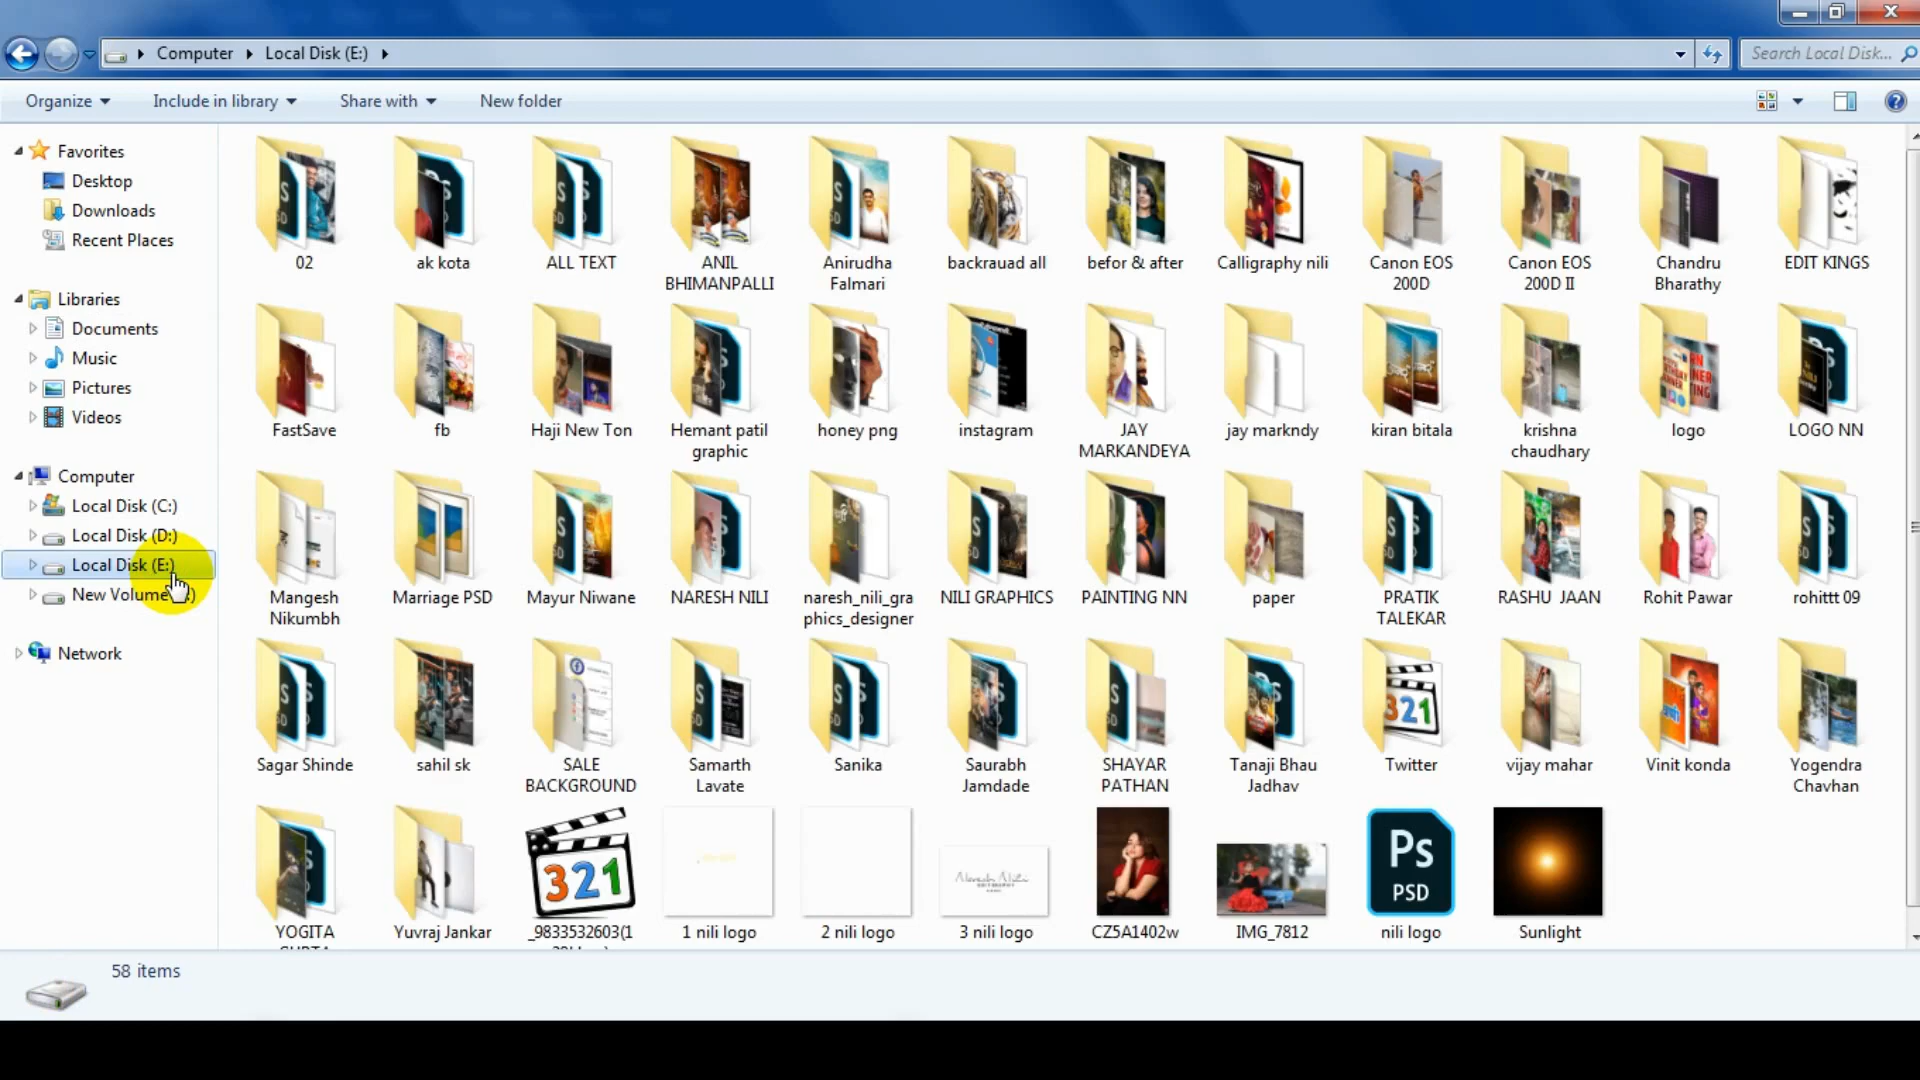 Computer
Local Disk (E:)
Search Local Disk...
Organize
Include in library
Share with
New folder
Favorites
Desktop
Downloads
Recent Places
Libraries
Documents
Music
Pictures
Videos
Computer
Local Disk (C:)
Local Disk (D:)
Local Disk (E:)
New Volume
Network
02
ak kota
ALL TEXT
ANIL
BHIMANPALLI
Anirudha
Falmari
backrauad all
befor & after
Calligraphy nili
Canon EOS
200D
Canon EOS
200D II
Chandru
Bharathy
EDIT KINGS
FastSave
fb
Haji New Ton
Hemant patil
graphic
honey png
instagram
JAY
MARKANDEYA
jay markndy
kiran bitala
krishna
chaudhary
logo
LOGO NN
Mangesh
Nikumbh
Marriage PSD
Mayur Niwane
NARESH NILI
naresh_nili_gra
phics_designer
NILI GRAPHICS
PAINTING NN
paper
PRATIK
TALEKAR
RASHU JAAN
Rohit Pawar
rohittt 09
Sagar Shinde
sahil sk
SALE
BACKGROUND
Samarth
Lavate
Sanika
Saurabh
Jamdade
SHAYAR
PATHAN
Tanaji Bhau
Jadhav
321
Twitter
vijay mahar
Vinit konda
Yogendra
Chavhan
YOGITA
Yuvraj Jankar
321
_9833532603(1
1 nili logo
2 nili logo
3 nili logo
CZ5A1402w
IMG_7812
Ps
PSD
nili logo
Sunlight
58 items